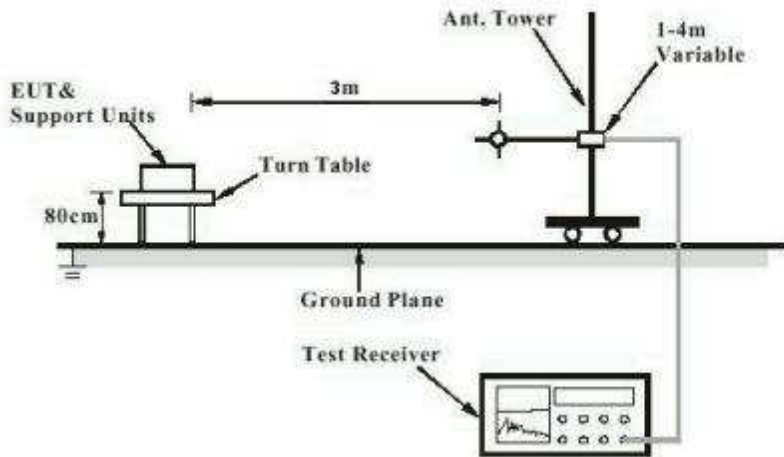 Ant. Tower
1-4m
Variable
3m
EUT&
Support Units
Turn Table
80cm
Ground Plane
Test Receiver